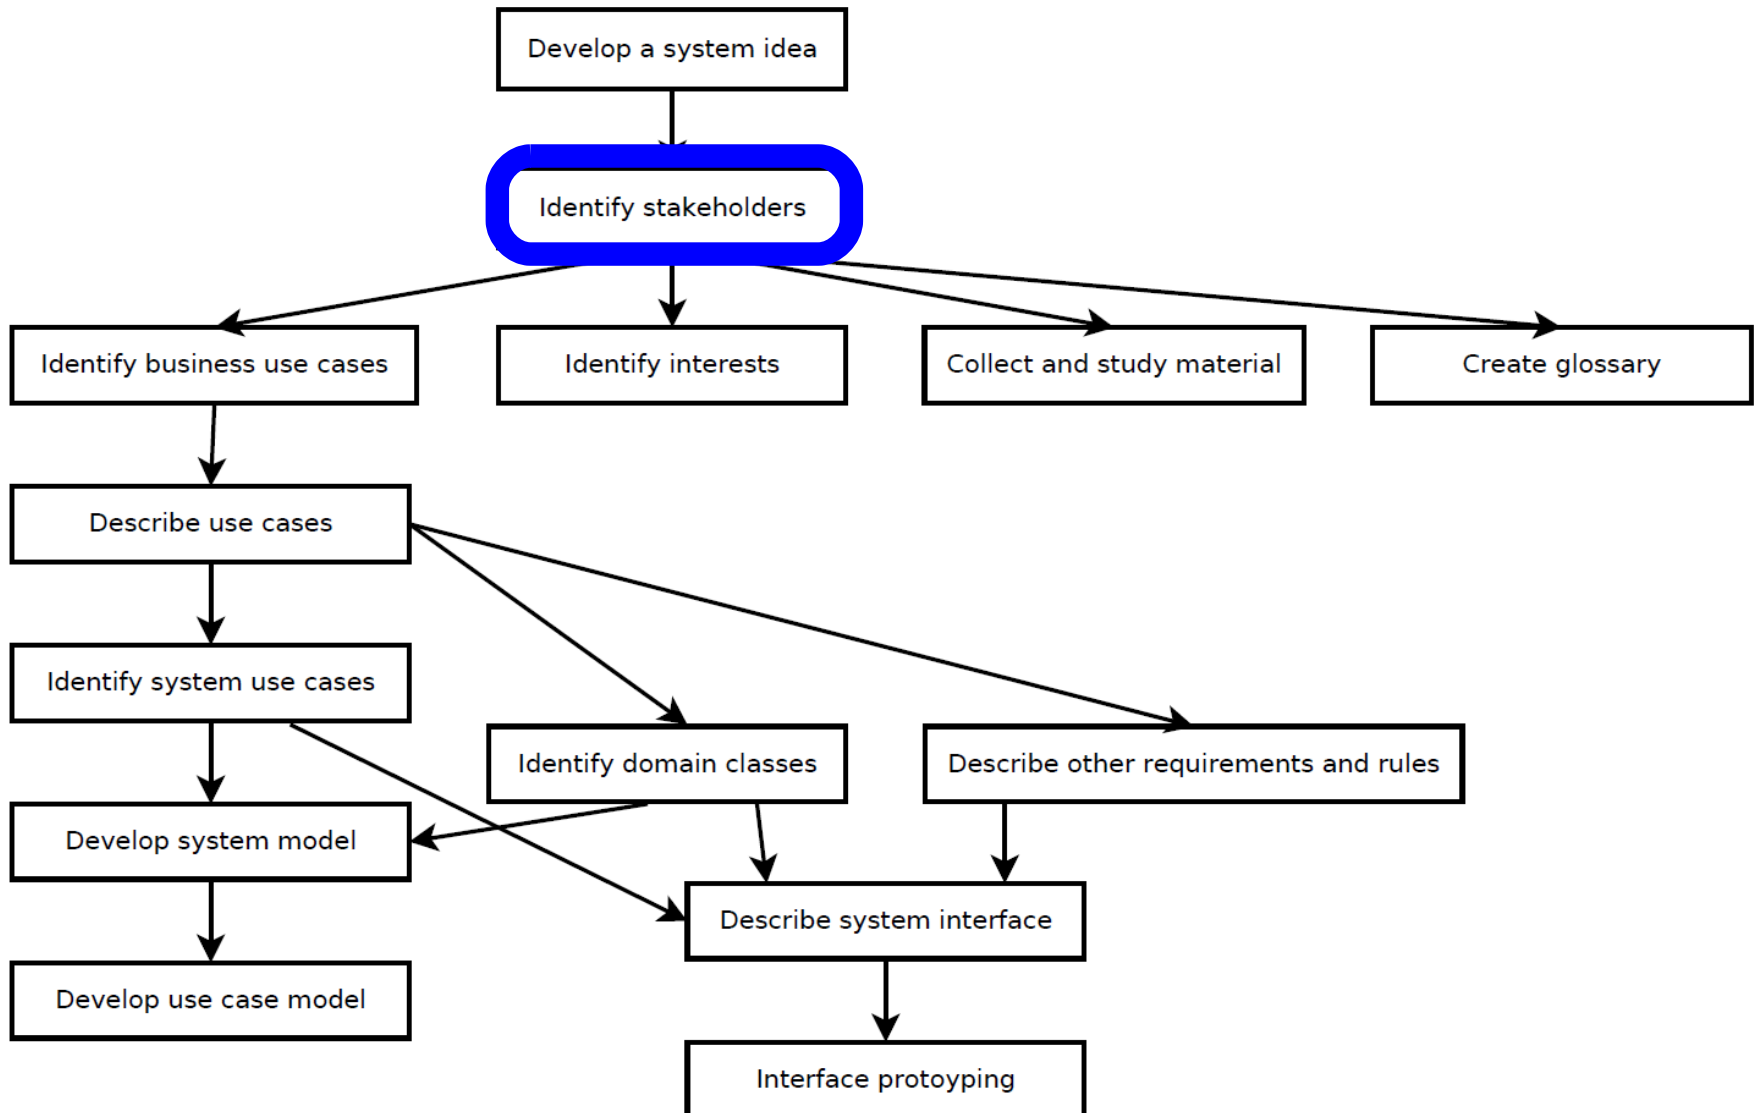 Develop a system idea
Identify stakeholders
Identify business use cases
Identify interests
Collect and study material
Create glossary
Describe use cases
Identify system use cases
Identify domain classes
Describe other requirements and rules
Develop system model
Describe system interface
Develop use case model
Interface protoyping